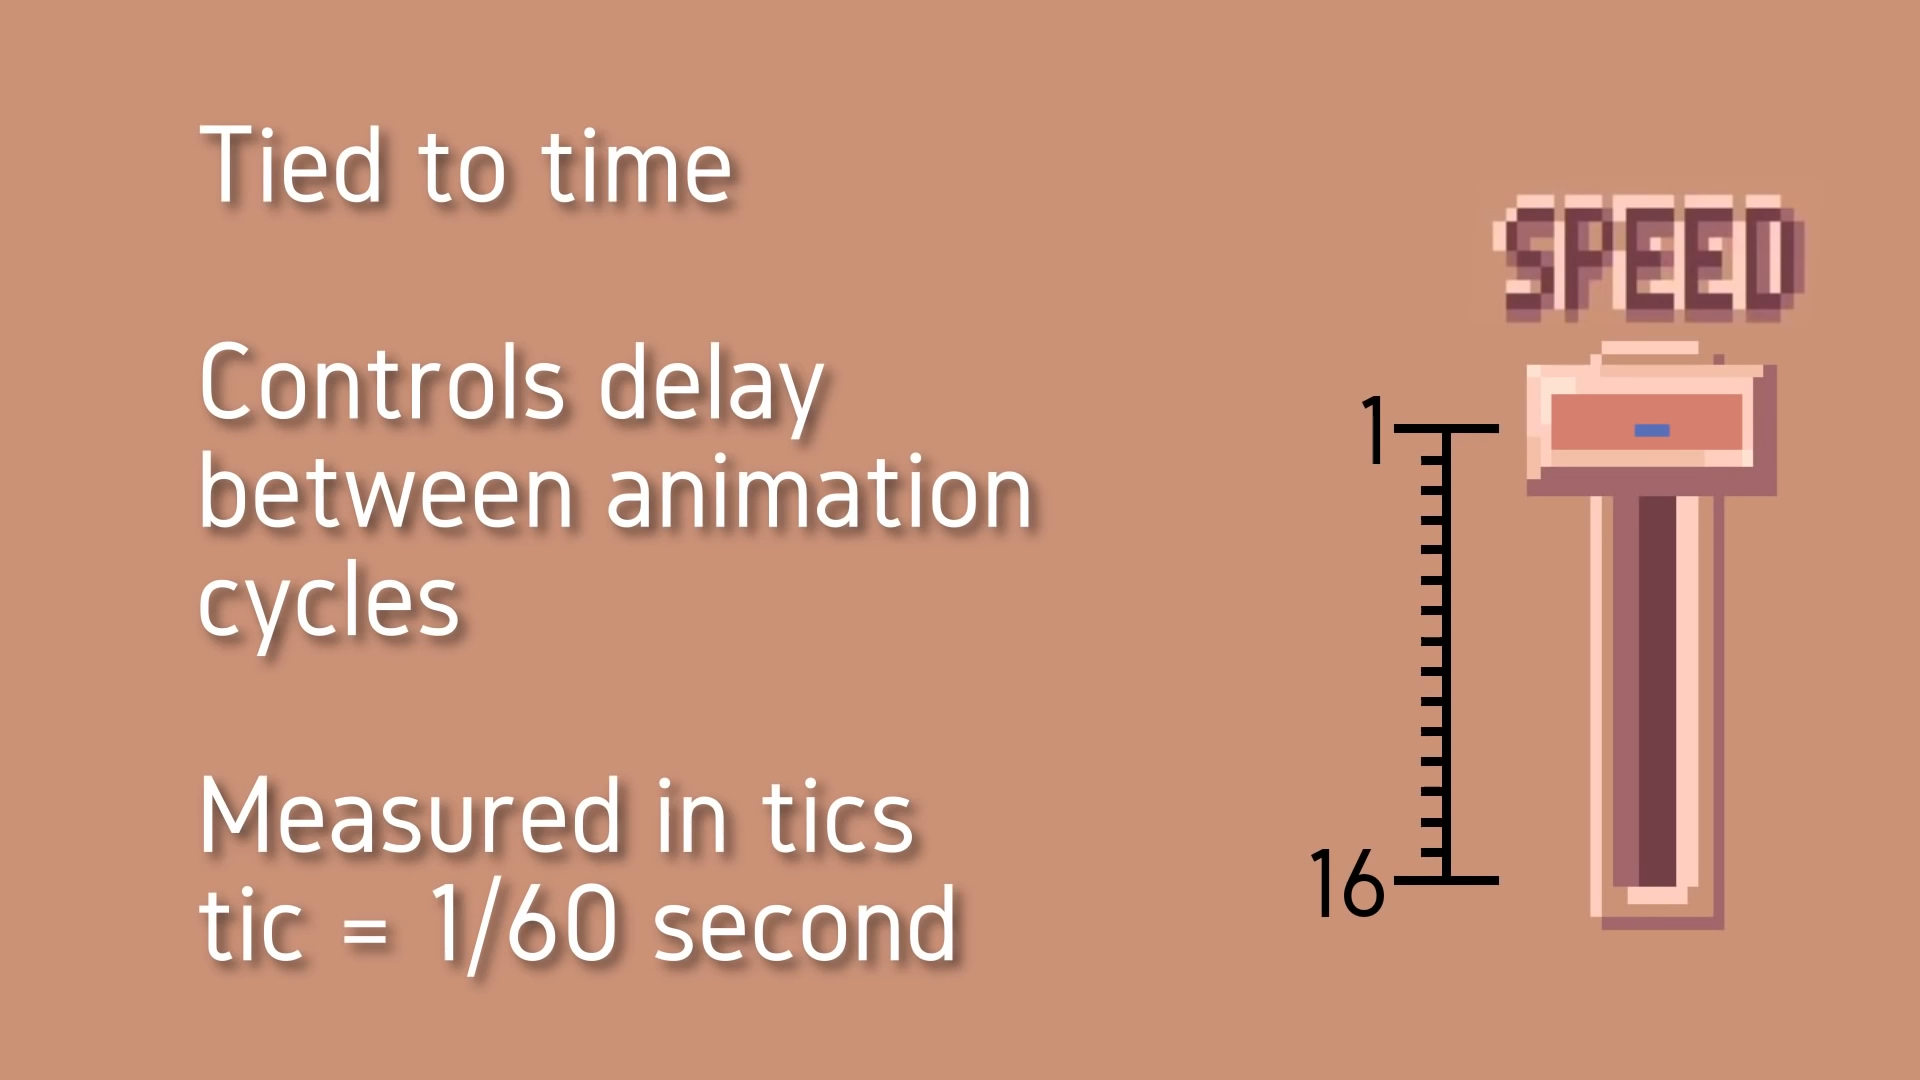 Tied to time
Controls delay
between animation
cycles
Measured in tics
tic = 1/60 second
SPEED
1
16